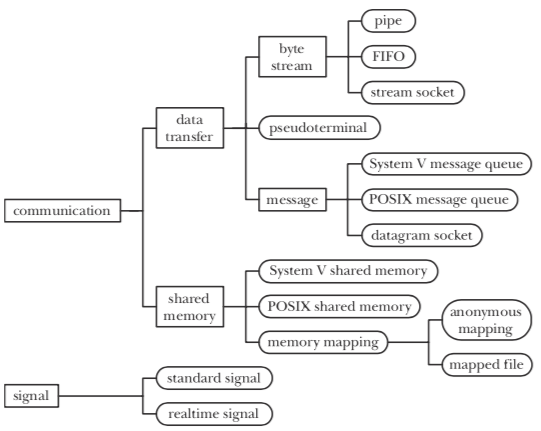 pipe
byte
stream
FIFO
stream socket
data
transfer
pseudoterminal
System V message queue
message
POSIX message queue
datagram socket
communication
System V shared memory
shared
memory
POSIX shared memory
anonymous
mapping
memory mapping
mapped file
standard signal
signal
realtime signal